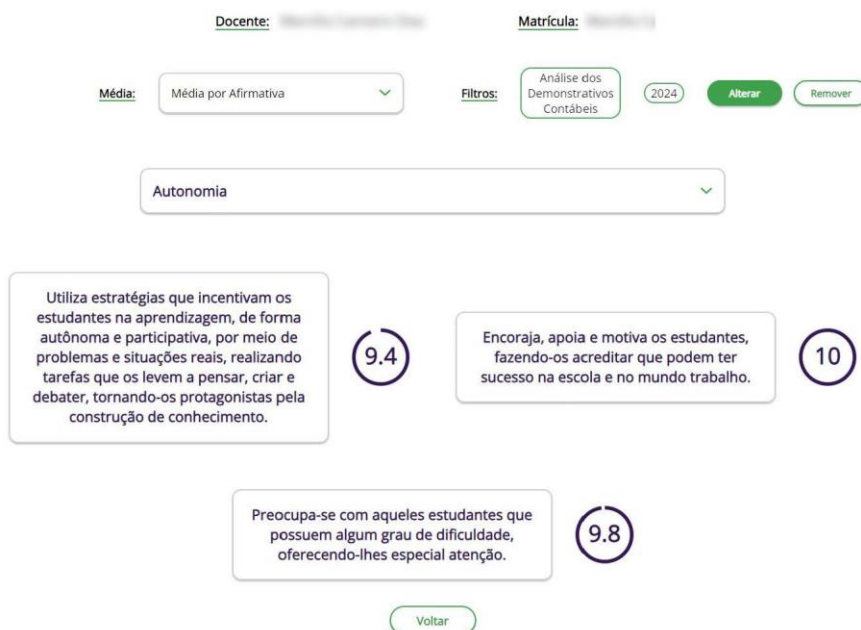 Docente:
Matrícula:
Média:
Média por Afirmativa
Filtros:
Análise dos
Demonstrativos
Contábeis
2024
Alterar
Remover
Autonomia
Utiliza estratégias que incentivam os
estudantes na aprendizagem, de forma
autônoma e participativa, por meio de
problemas e situações reais, realizando
tarefas que os levem a pensar, criar e
debater, tornando-os protagonistas pela
construção de conhecimento.
9.4
Encoraja, apoia e motiva os estudantes,
fazendo-os acreditar que podem ter
sucesso na escola e no mundo trabalho.
10
Preocupa-se com aqueles estudantes que
possuem algum grau de dificuldade,
oferecendo-lhes especial atenção.
9.8
Voltar